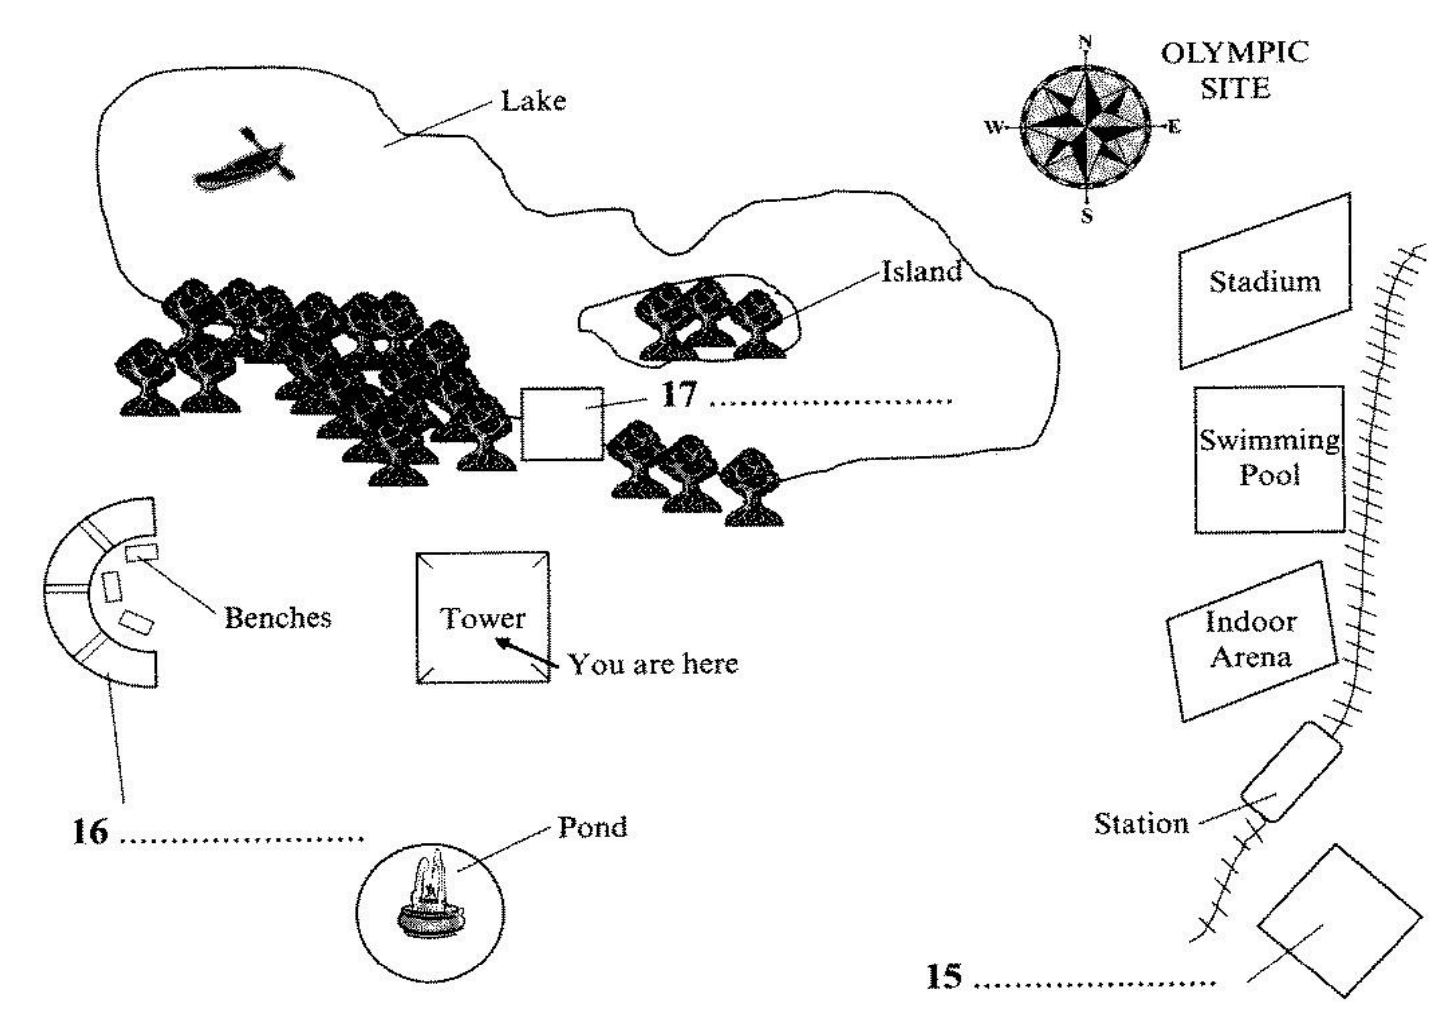 N
OLYMPIC
SITE
W
E
S
Lake
Island
Stadium
17 ........................
Swimming
Pool
Benches
Tower
You are here
Indoor
Arena
16 ........................
Pond
Station
15 ........................